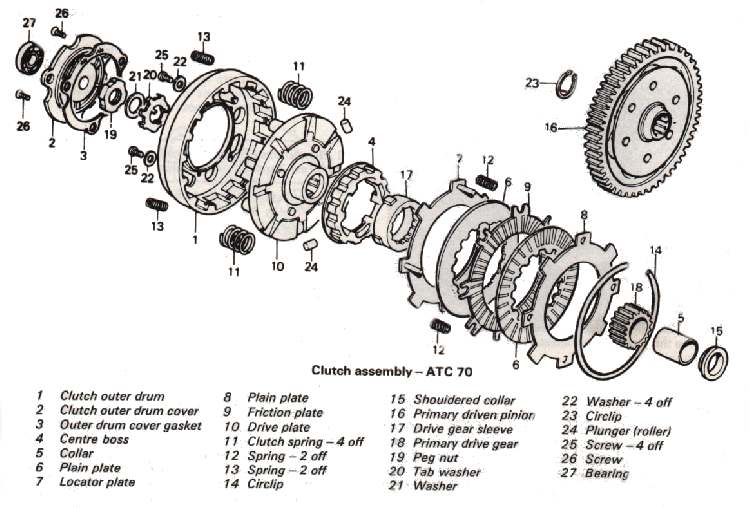 27
26
13
25
22
21
20
11
24
23
16
26
2
3
19
25
22
4
17
7
12
6
9
8
14
13
1
11
10
24
12
18
5
15
6
Clutch assembly – ATC 70
1 Clutch outer drum
2 Clutch outer drum cover
3 Outer drum cover gasket
4 Centre boss
5 Collar
6 Plain plate
7 Locator plate
8 Plain plate
9 Friction plate
10 Drive plate
11 Clutch spring – 4 off
12 Spring – 2 off
13 Spring – 2 off
14 Circlip
15 Shouldered collar
16 Primary driven pinion
17 Drive gear sleeve
18 Primary drive gear
19 Peg nut
20 Tab washer
21 Washer
22 Washer – 4 off
23 Circlip
24 Plunger (roller)
25 Screw – 4 off
26 Screw
27 Bearing